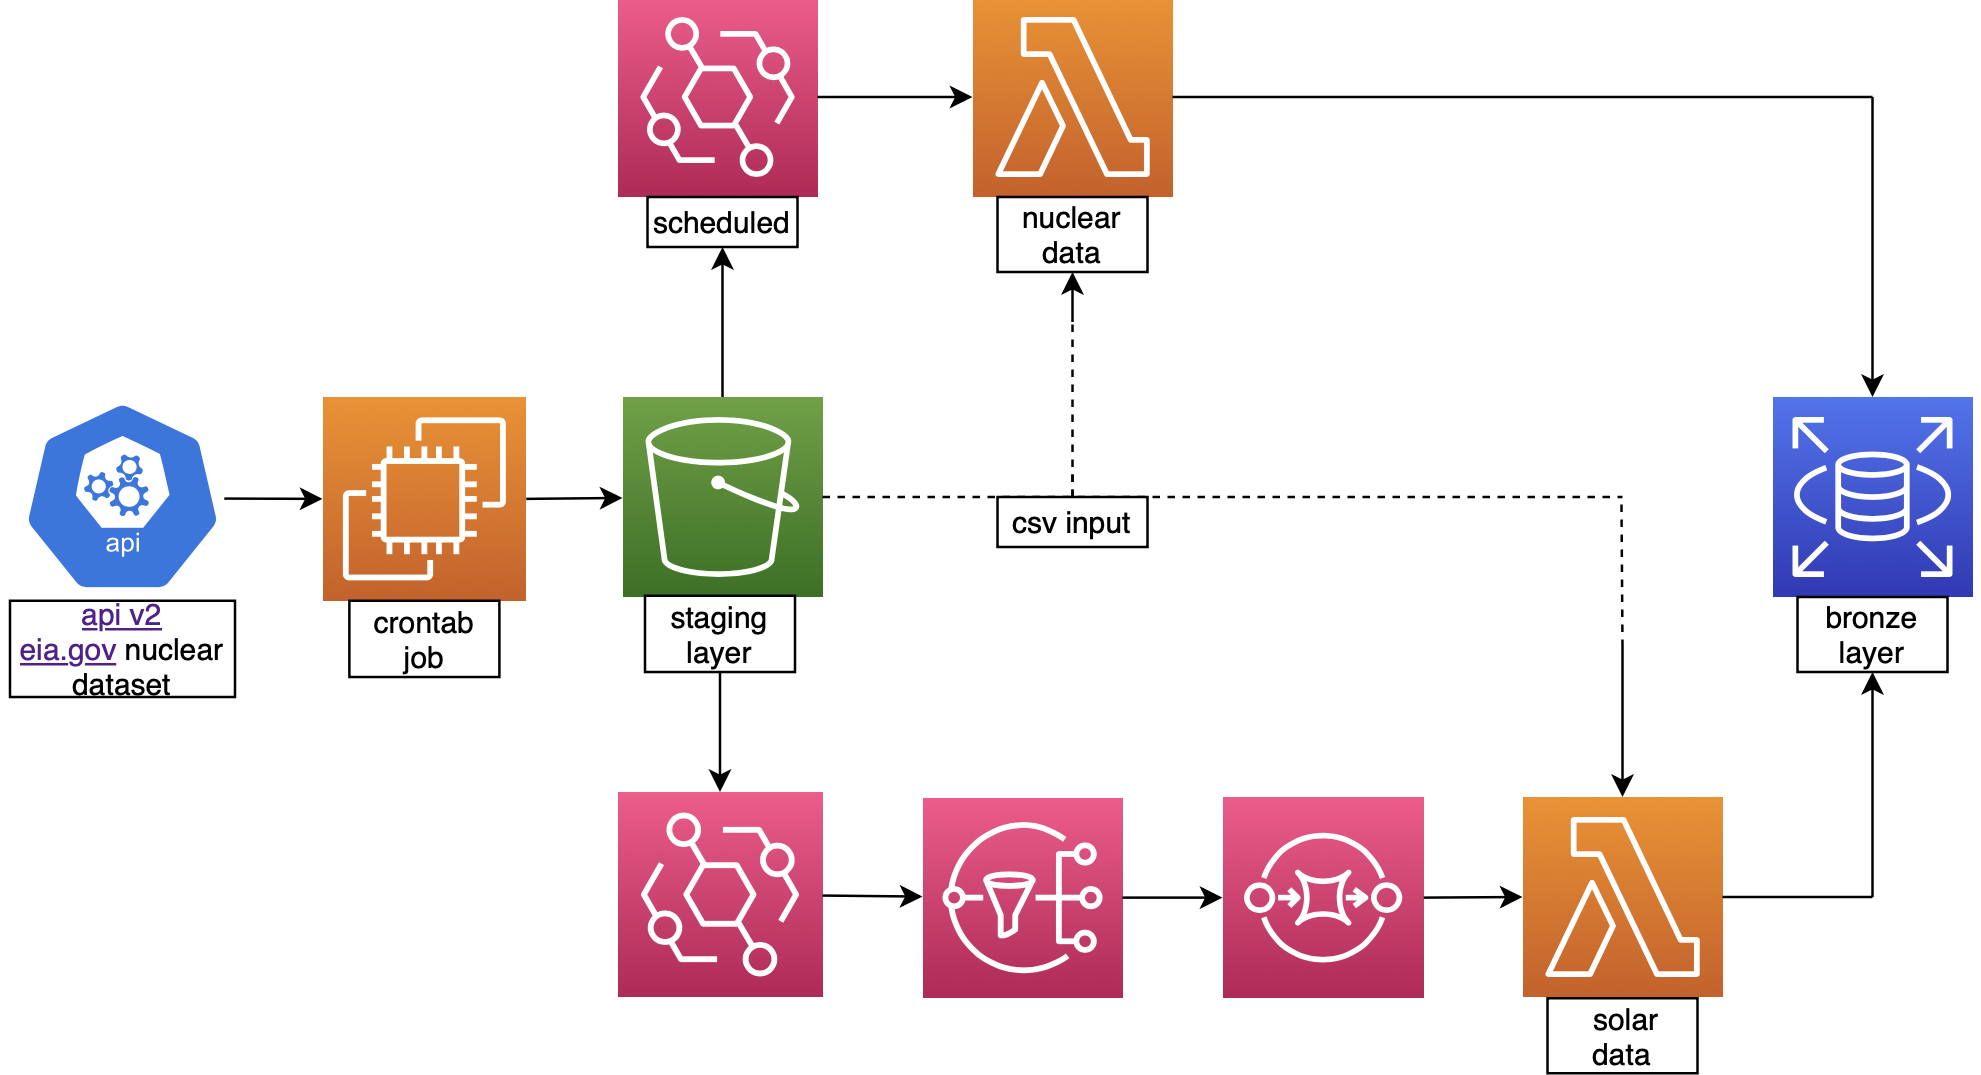 scheduled
nuclear
data
api
api v2
eia.gov nuclear
dataset
crontab
job
staging
layer
csv input
bronze
layer
solar
data